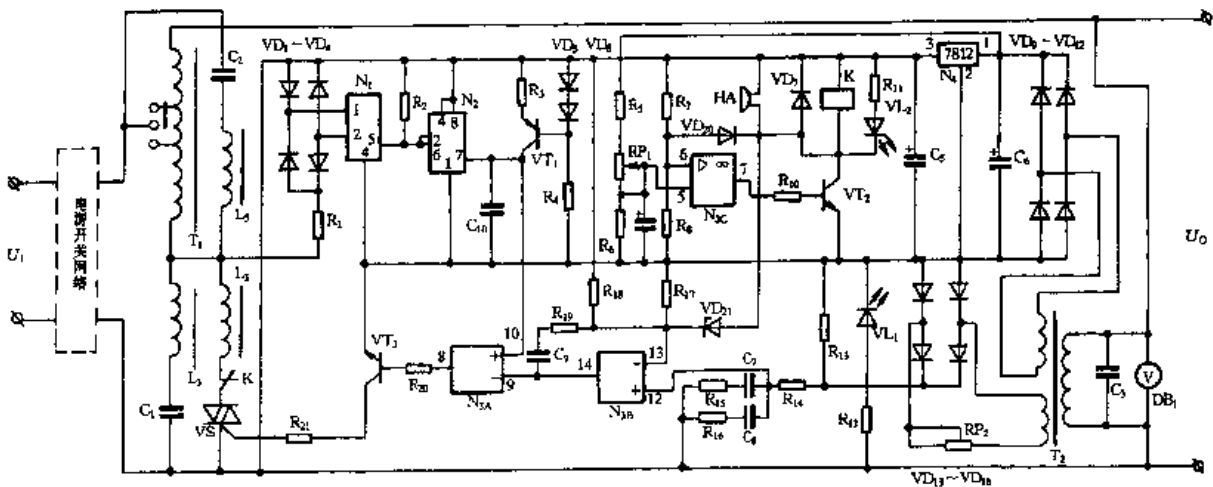 C₂
VD₁~VD₄
N₁
1
2
5
4
R₂
N₂
4 8
2
6
7
1
R₃
VD₅ VD₆
VT₁
R₄
C₁₀
R₅
RP₁
R₆
R₇
VD₂₀
6
5
▷ ∞
7
N₃C
R₈
HA
VD₇
K
R₁₁
VL₂
R₁₀
VT₂
C₅
3
7812
1
N₄ 2
VD₉~VD₁₂
C₆
U₁
T₁
L₅
R₁
L₃
K
VS
C₁
R₂₁
VT₃
R₂₀
8
+
10
9
N₃A
R₁₉
C₉
R₁₈
14
13
+
12
N₃B
R₁₇
VD₂₁
C₇
R₁₅
R₁₆
C₈
R₁₄
R₁₃
VL₁
R₁₂
RP₂
T₂
C₃
V
DB₁
U₀
VD₁₃~VD₁₆